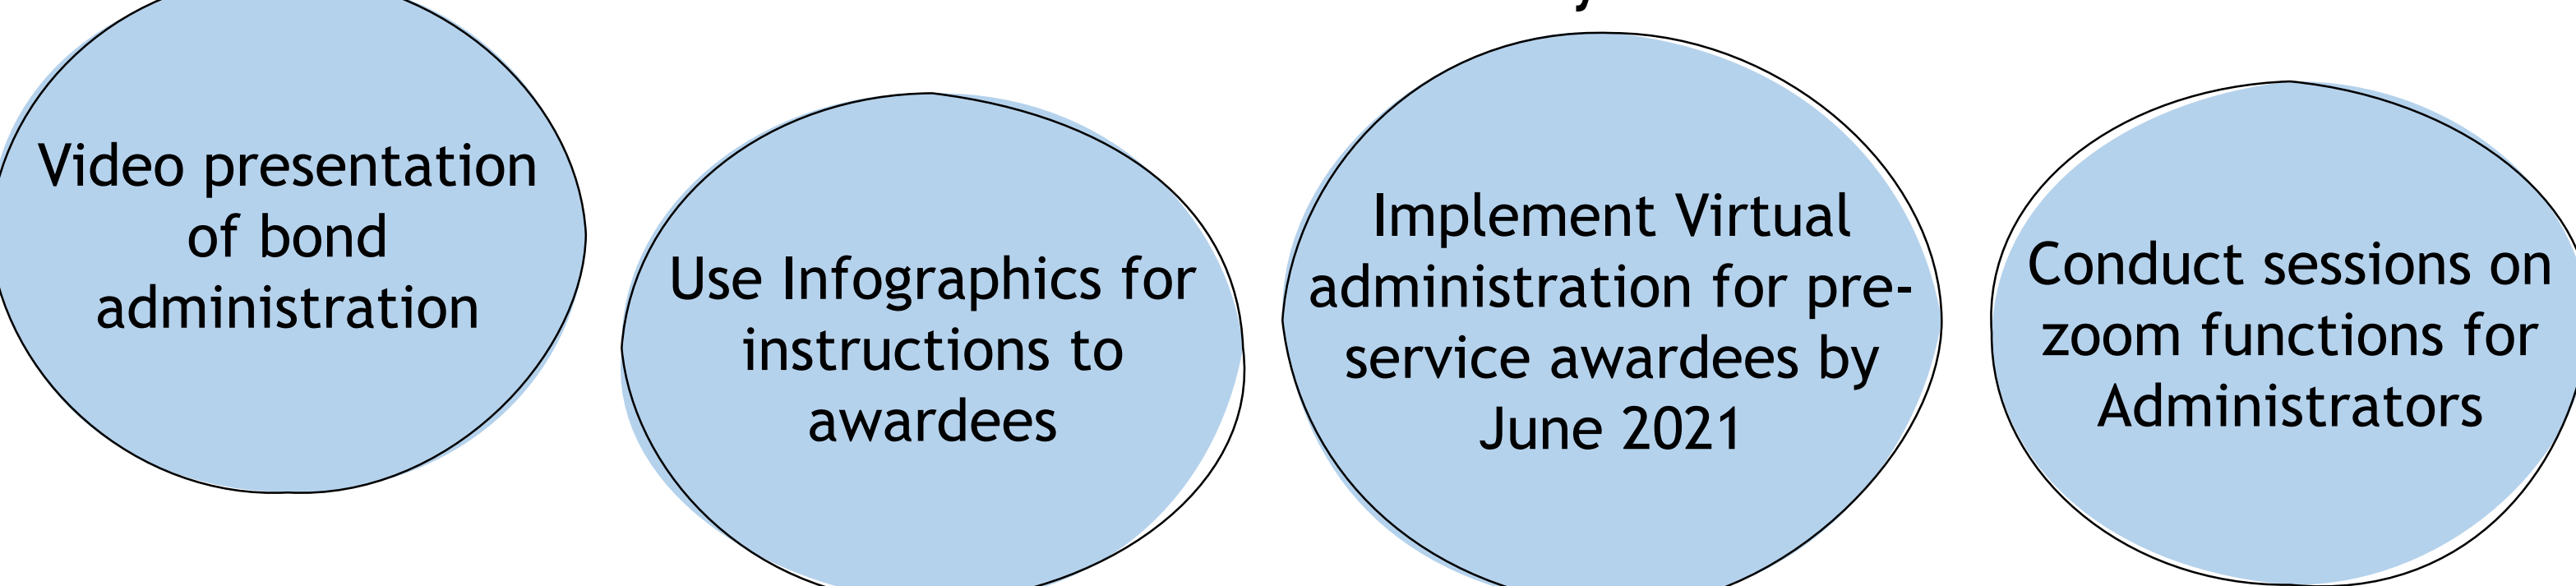 Video presentation
of bond
administration
Use Infographics for
instructions to
awardees
Implement Virtual
administration for pre-
service awardees by
June 2021
Conduct sessions on
zoom functions for
Administrators